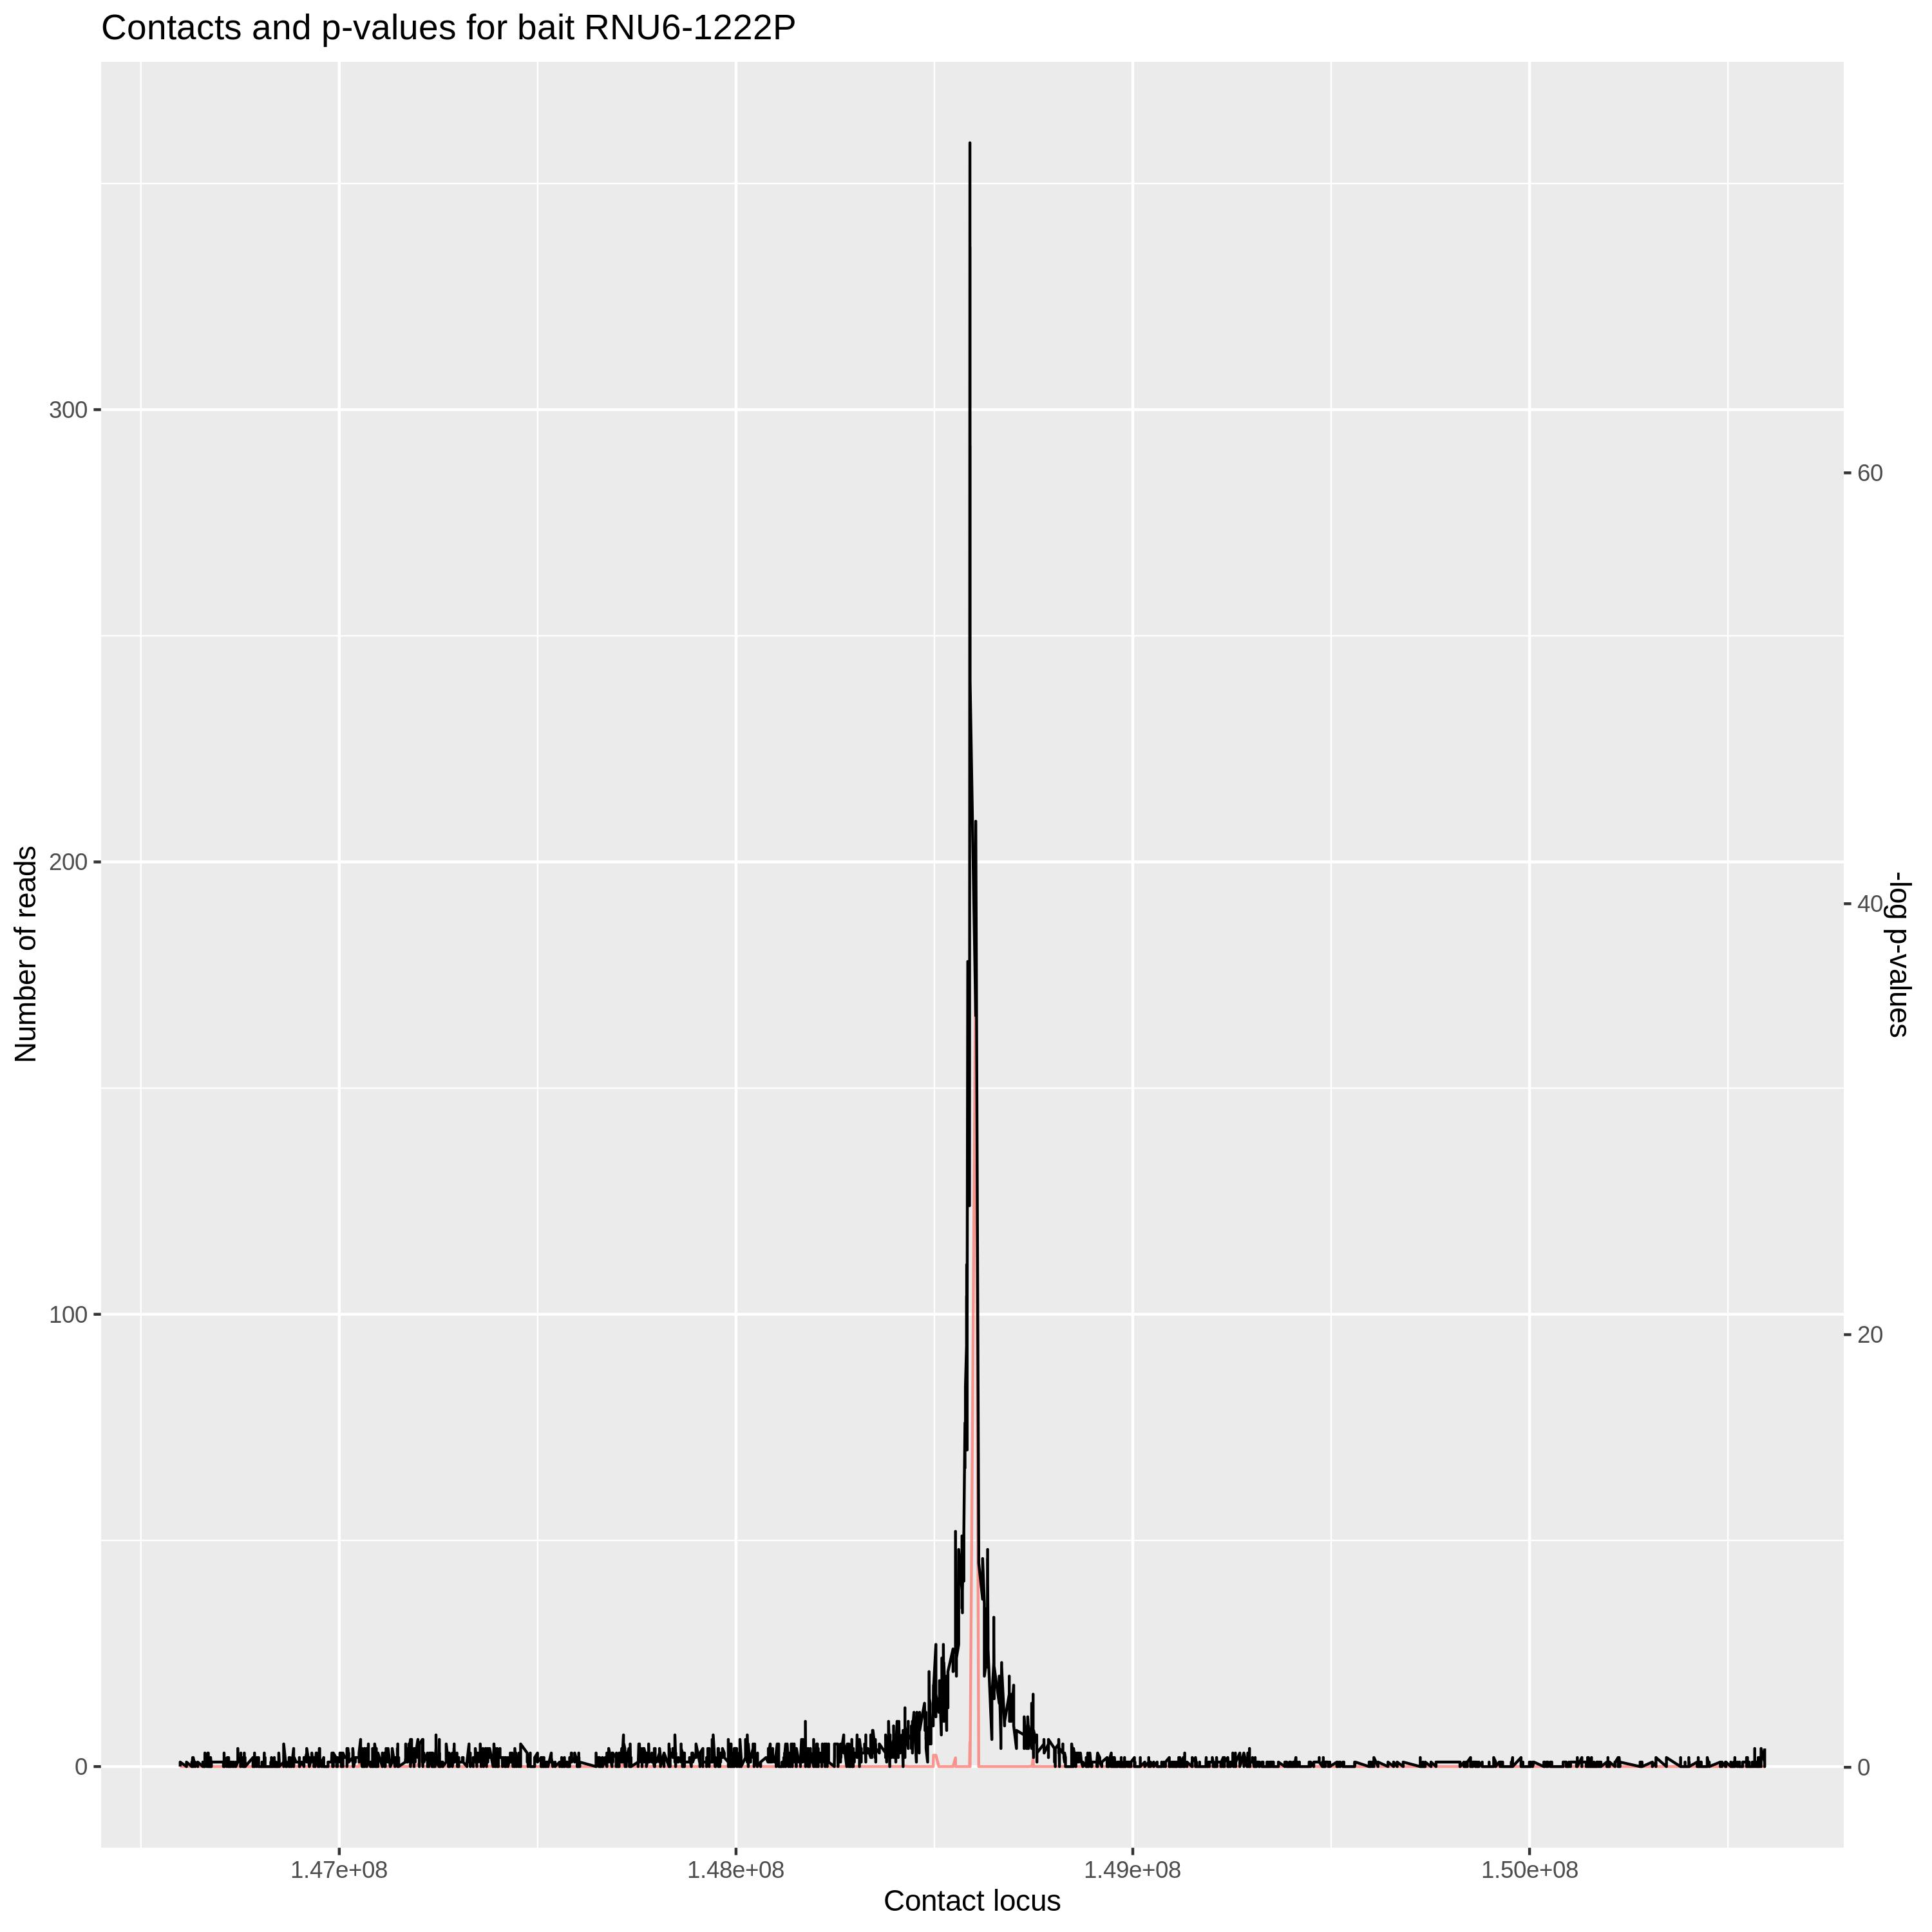 Contacts and p-values for bait RNU6-1222P
Number of reads
300
200
100
0
60
40
20
0
-log p-values
1.47e+08
1.48e+08
1.49e+08
1.50e+08
Contact locus